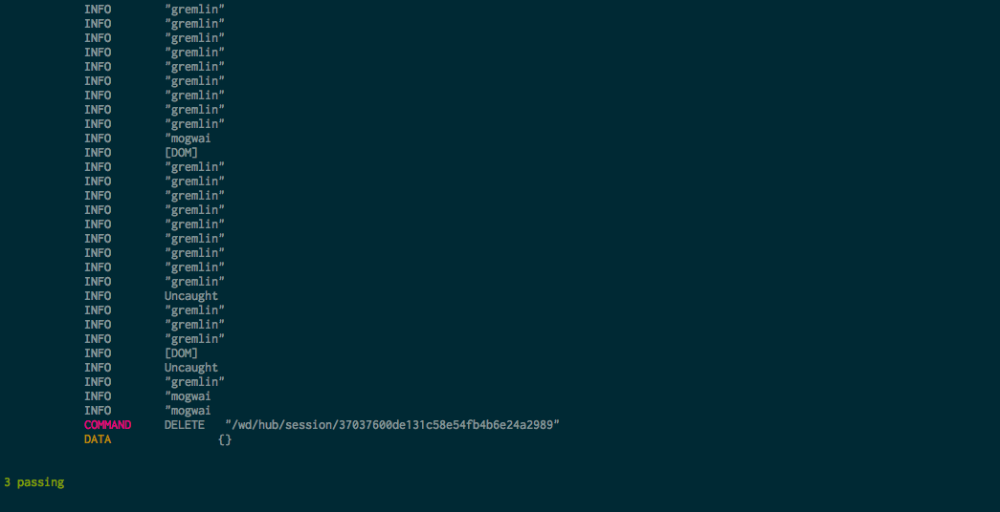 INFO "gremlin"
INFO "gremlin"
INFO "gremlin"
INFO "gremlin"
INFO "gremlin"
INFO "gremlin"
INFO "gremlin"
INFO "gremlin"
INFO "gremlin"
INFO "mogwai
INFO [DOM]
INFO "gremlin"
INFO "gremlin"
INFO "gremlin"
INFO "gremlin"
INFO "gremlin"
INFO "gremlin"
INFO "gremlin"
INFO "gremlin"
INFO "gremlin"
INFO Uncaught
INFO "gremlin"
INFO "gremlin"
INFO "gremlin"
INFO [DOM]
INFO Uncaught
INFO "gremlin"
INFO "mogwai
INFO "mogwai
COMMAND DELETE "/wd/hub/session/37037600de131c58e54fb4b6e24a2989"
DATA {}
3 passing